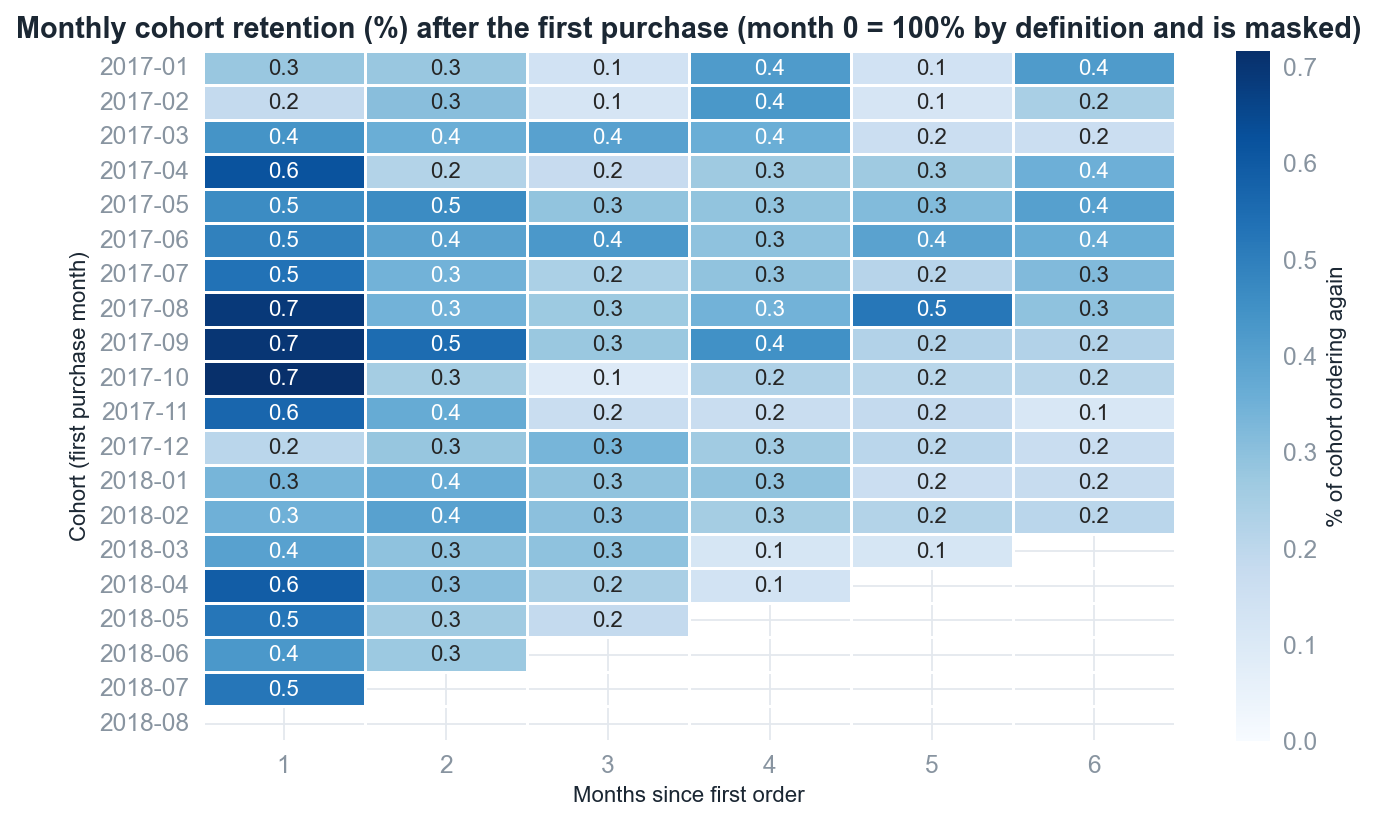 Monthly cohort retention (%) after the first purchase (month 0 = 100% by definition and is masked)
2017-01 0.3 0.3 0.1 0.4 0.1 0.4
2017-02 0.2 0.3 0.1 0.4 0.1 0.2
2017-03 0.4 0.4 0.4 0.4 0.2 0.2
2017-04 0.6 0.2 0.2 0.3 0.3 0.4
2017-05 0.5 0.5 0.3 0.3 0.3 0.4
2017-06 0.5 0.4 0.4 0.3 0.4 0.4
2017-07 0.5 0.3 0.2 0.3 0.2 0.3
2017-08 0.7 0.3 0.3 0.3 0.5 0.3
2017-09 0.7 0.5 0.3 0.4 0.2 0.2
2017-10 0.7 0.3 0.1 0.2 0.2 0.2
2017-11 0.6 0.4 0.2 0.2 0.2 0.1
2017-12 0.2 0.3 0.3 0.3 0.2 0.2
2018-01 0.3 0.4 0.3 0.3 0.2 0.2
2018-02 0.3 0.4 0.3 0.3 0.2 0.2
2018-03 0.4 0.3 0.3 0.1 0.1
2018-04 0.6 0.3 0.2 0.1
2018-05 0.5 0.3 0.2
2018-06 0.4 0.3
2018-07 0.5
2018-08
1 2 3 4 5 6
Months since first order
Cohort (first purchase month)
0.7
0.6
0.5
0.4
0.3
0.2
0.1
0.0
% of cohort ordering again